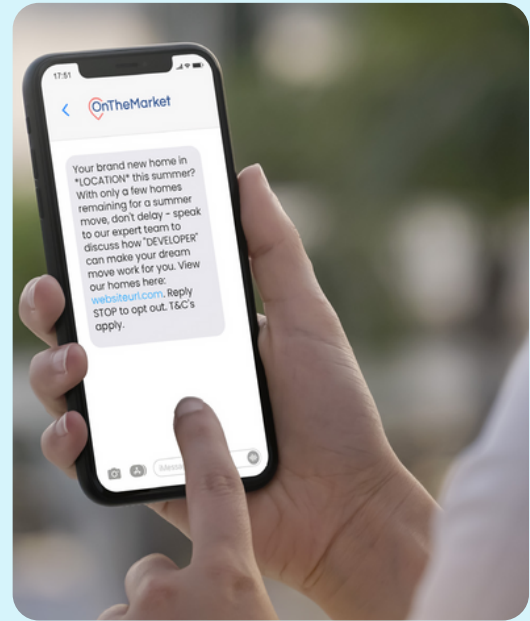 17:51
OnTheMarket
Your brand new home in
*LOCATION* this summer?
With only a few homes
remaining for a summer
move, don't delay - speak
to our expert team to
discuss how "DEVELOPER"
can make your dream
move work for you. View
our homes here:
websiteurl.com. Reply
STOP to opt out. T&C's
apply.